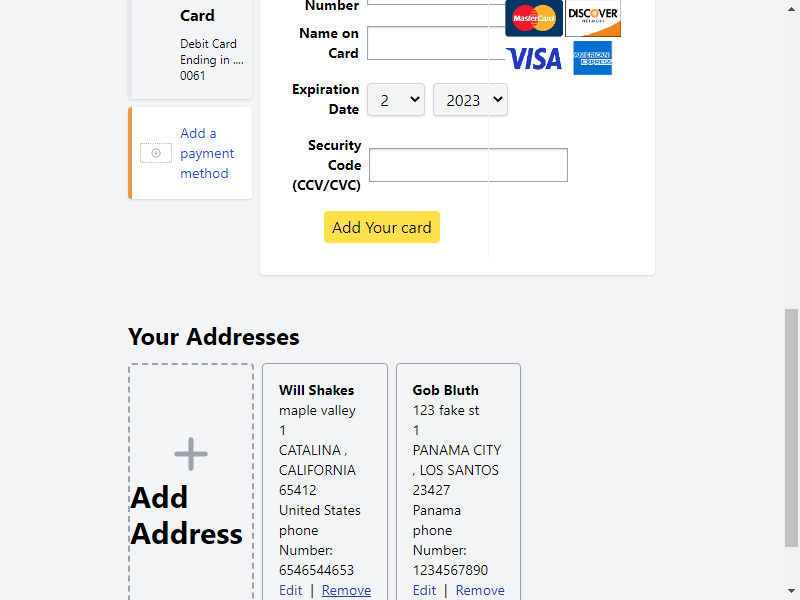 Card
Debit Card
Ending in ....
0061
Add a
payment
method
Number
Name on
Card
Expiration
Date
2
2023
Security
Code
(CCV/CVC)
Add Your card
MasterCard
DISCOVER
NETWORK
VISA
AMERICAN
EXPRESS
Your Addresses
Add
Address
Will Shakes
maple valley
1
CATALINA ,
CALIFORNIA
65412
United States
phone
Number:
6546544653
Edit | Remove
Gob Bluth
123 fake st
1
PANAMA CITY
, LOS SANTOS
23427
Panama
phone
Number:
1234567890
Edit | Remove